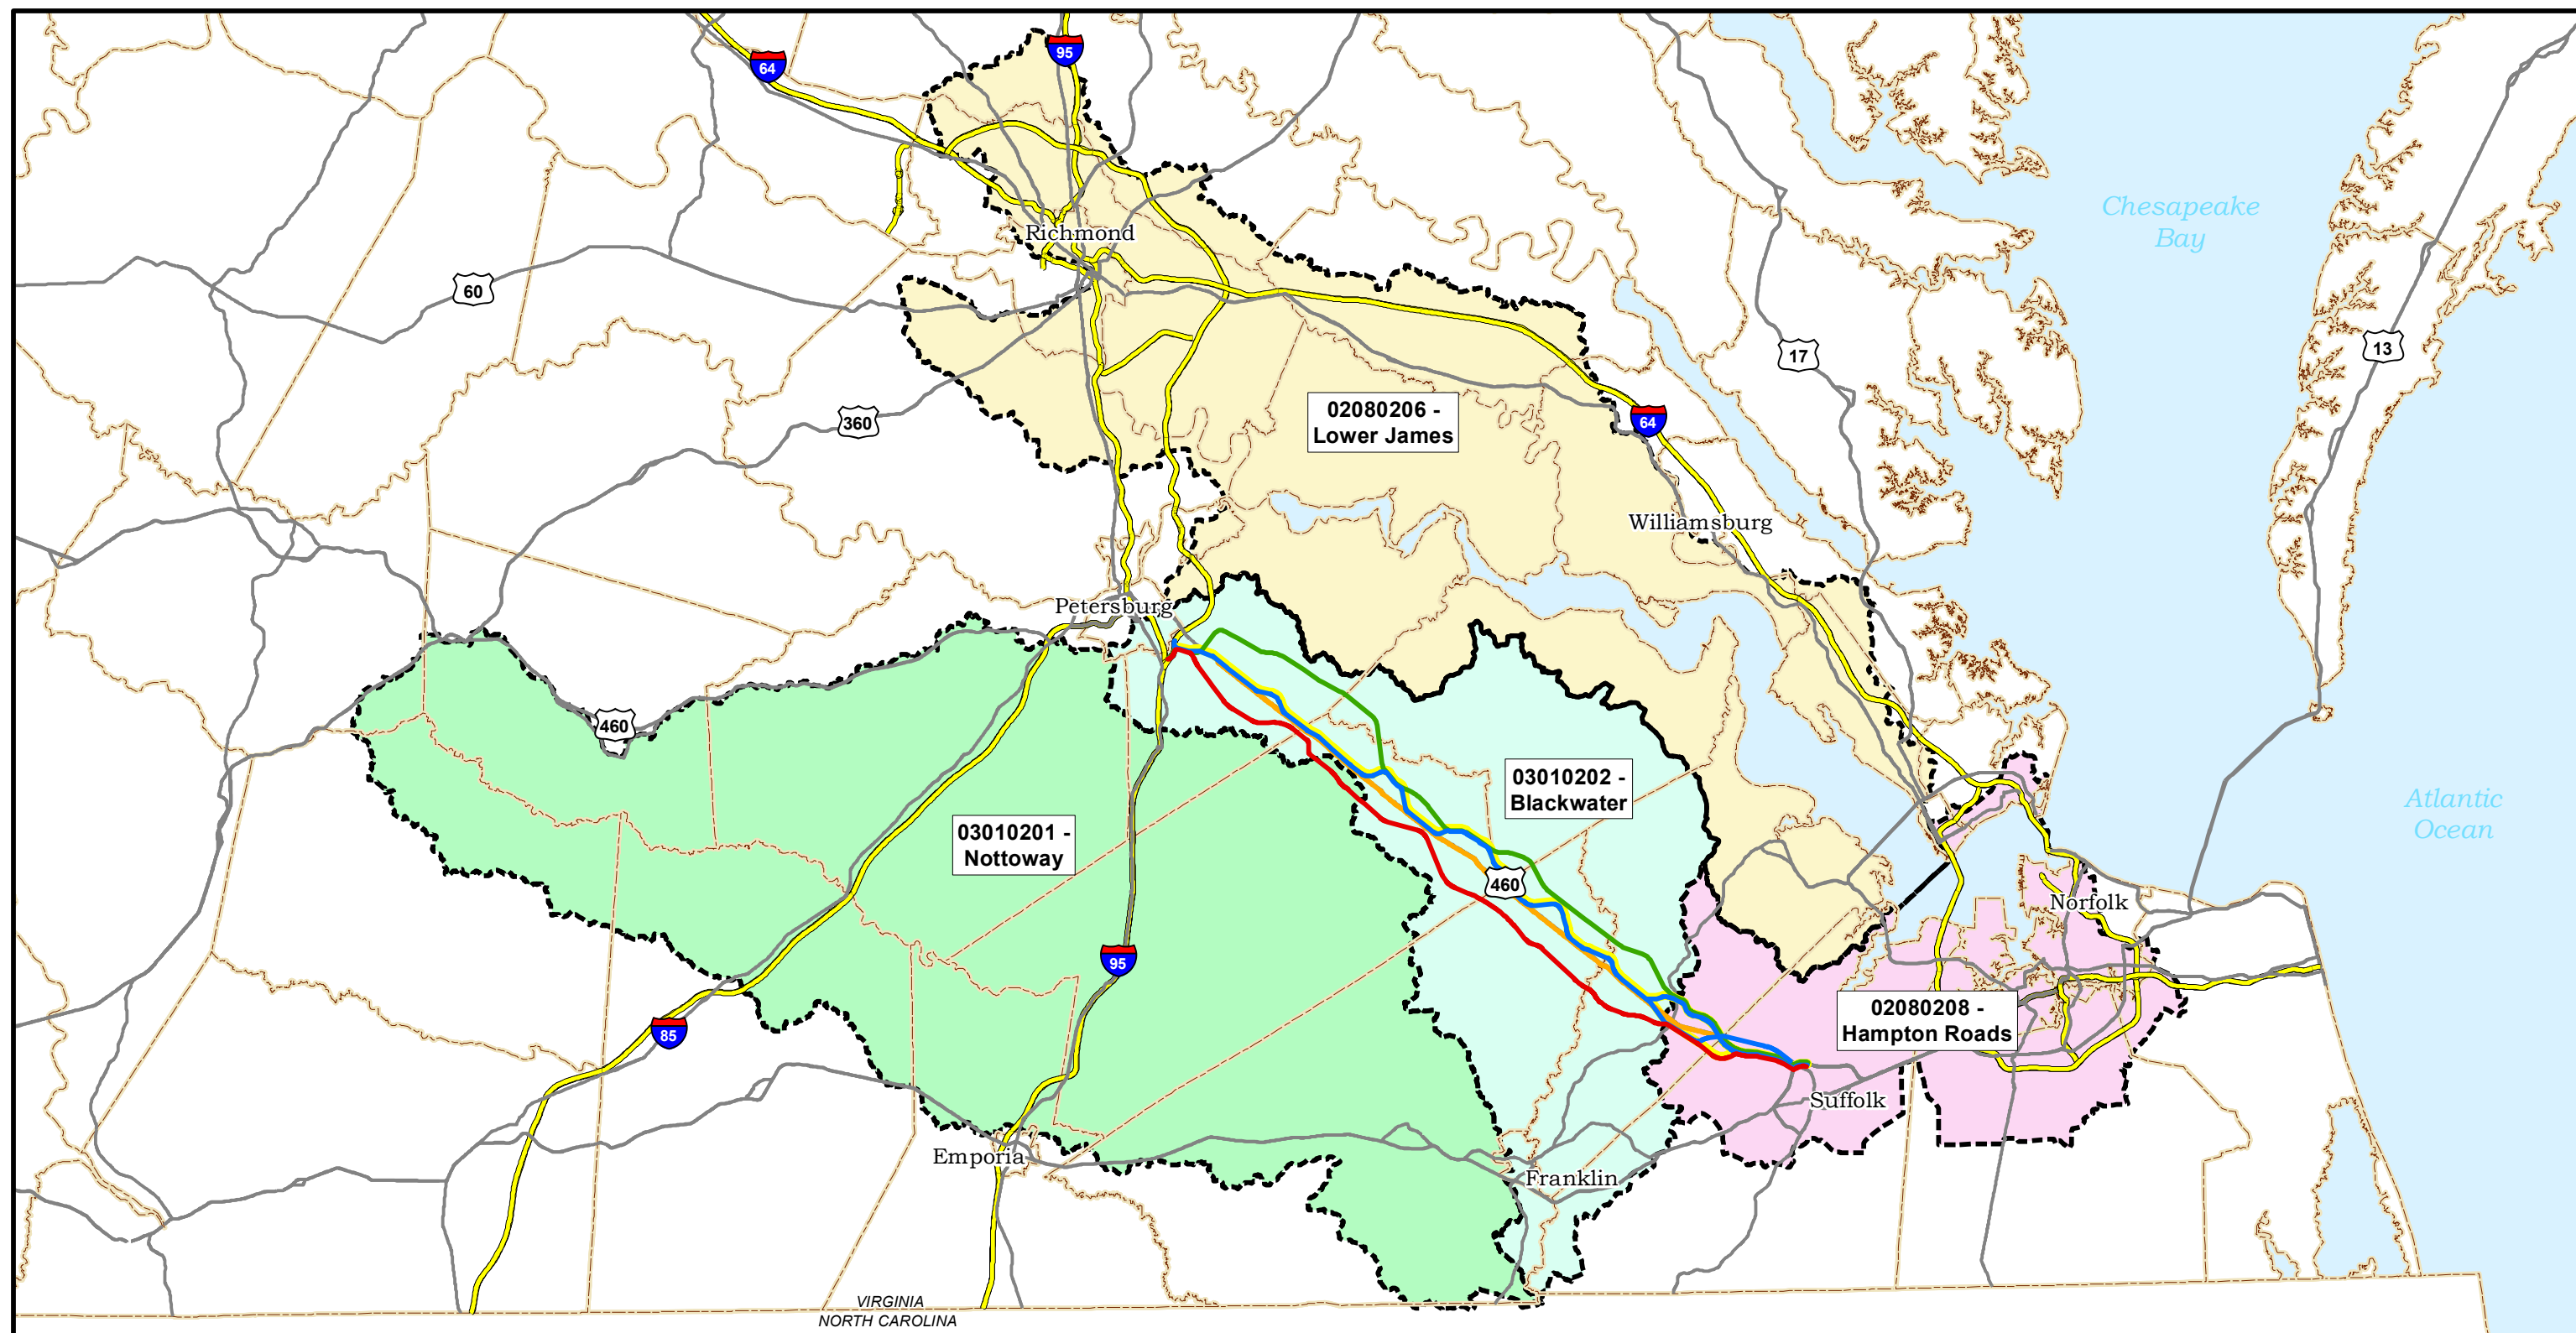 95
64
Chesapeake
Bay
Richmond
60
13
17
360
02080206 -
Lower James
64
Williamsburg
Petersburg
460
03010202 -
Blackwater
Atlantic
Ocean
03010201 -
Nottoway
460
Norfolk
95
02080208 -
Hampton Roads
85
Suffolk
Emporia
Franklin
VIRGINIA
NORTH CAROLINA